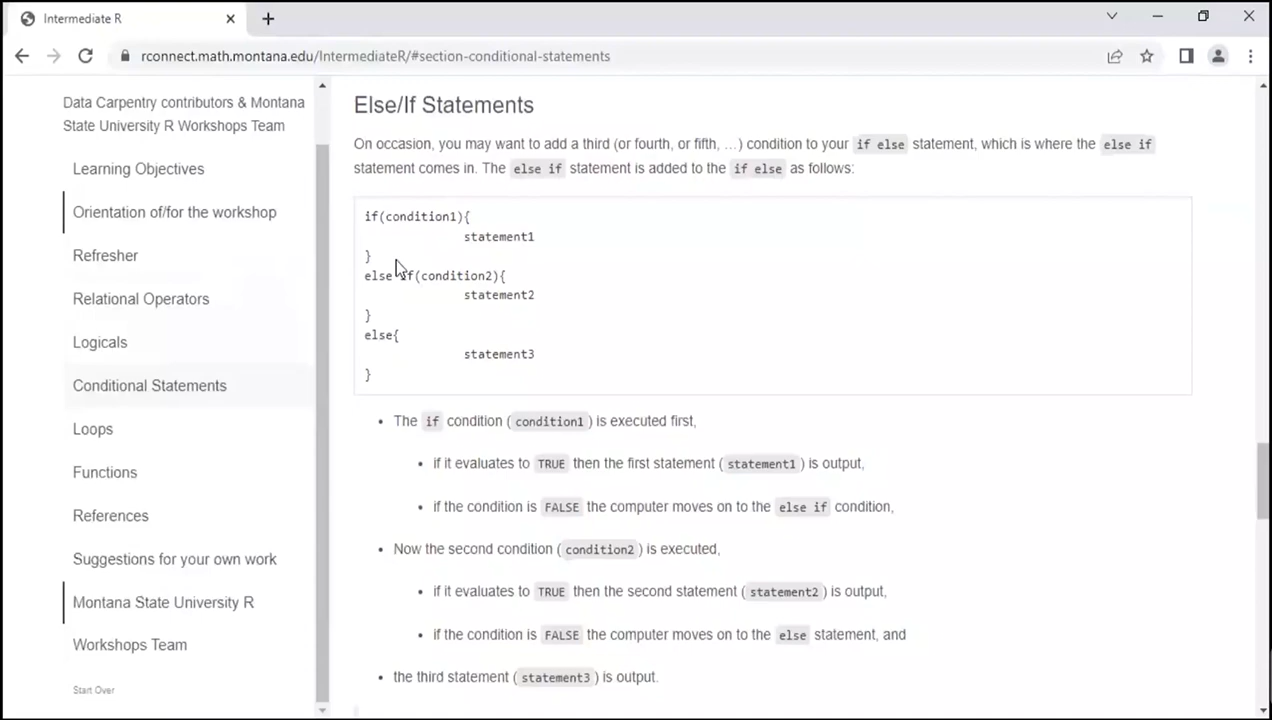 Intermediate R
rconnect.math.montana.edu/IntermediateR/#section-conditional-statements
Data Carpentry contributors & Montana
State University R Workshops Team
Learning Objectives
Orientation of/for the workshop
Refresher
Relational Operators
Logicals
Conditional Statements
Loops
Functions
References
Suggestions for your own work
Montana State University R
Workshops Team
Start Over
Else/If Statements
On occasion, you may want to add a third (or fourth, or fifth, …) condition to your if else statement, which is where the else if
statement comes in. The else if statement is added to the if else as follows:
if(condition1){
statement1
}
else if(condition2){
statement2
}
else{
statement3
}
• The if condition ( condition1 ) is executed first,
• if it evaluates to TRUE then the first statement ( statement1 ) is output,
• if the condition is FALSE the computer moves on to the else if condition,
• Now the second condition ( condition2 ) is executed,
• if it evaluates to TRUE then the second statement ( statement2 ) is output,
• if the condition is FALSE the computer moves on to the else statement, and
• the third statement ( statement3 ) is output.